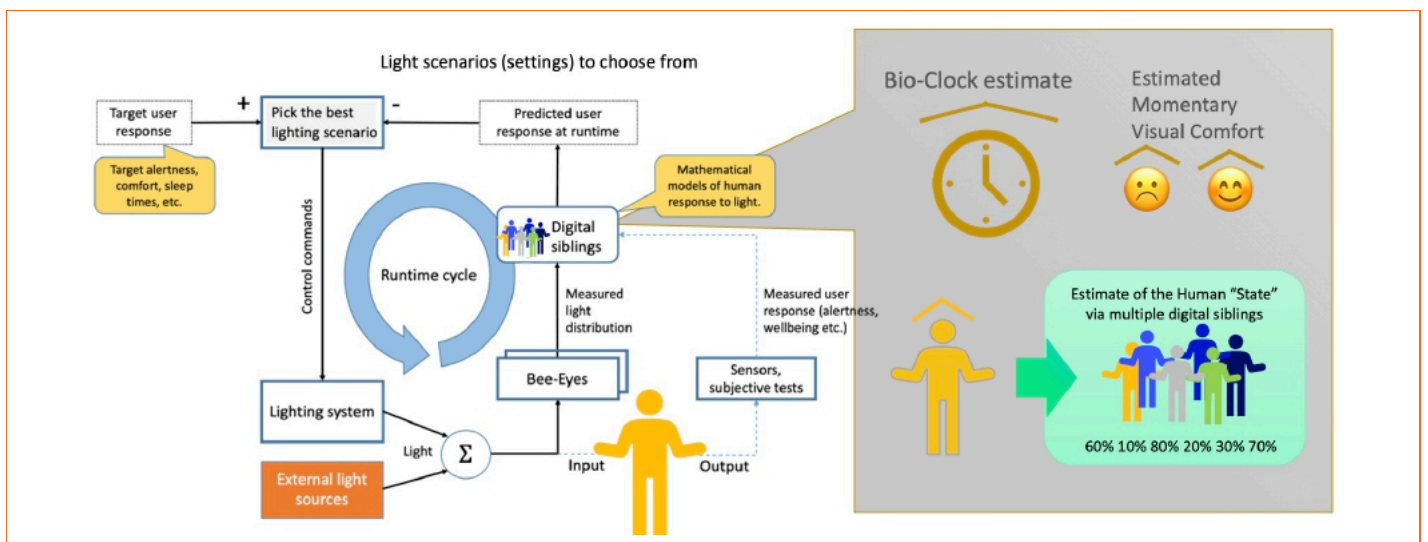 Light scenarios (settings) to choose from
Target user
response
+
Pick the best
lighting scenario
-
Predicted user
response at runtime
Target alertness,
comfort, sleep
times, etc.
Mathematical
models of human
response to light.
Digital
siblings
Control commands
Runtime cycle
Measured
light
distribution
Measured user
response (alertness,
wellbeing etc.)
Bee-Eyes
Sensors,
subjective tests
Lighting system
Light
Σ
External light
sources
Input
Output
Bio-Clock estimate
Estimated
Momentary
Visual Comfort
Estimate of the Human “State”
via multiple digital siblings
60% 10% 80% 20% 30% 70%